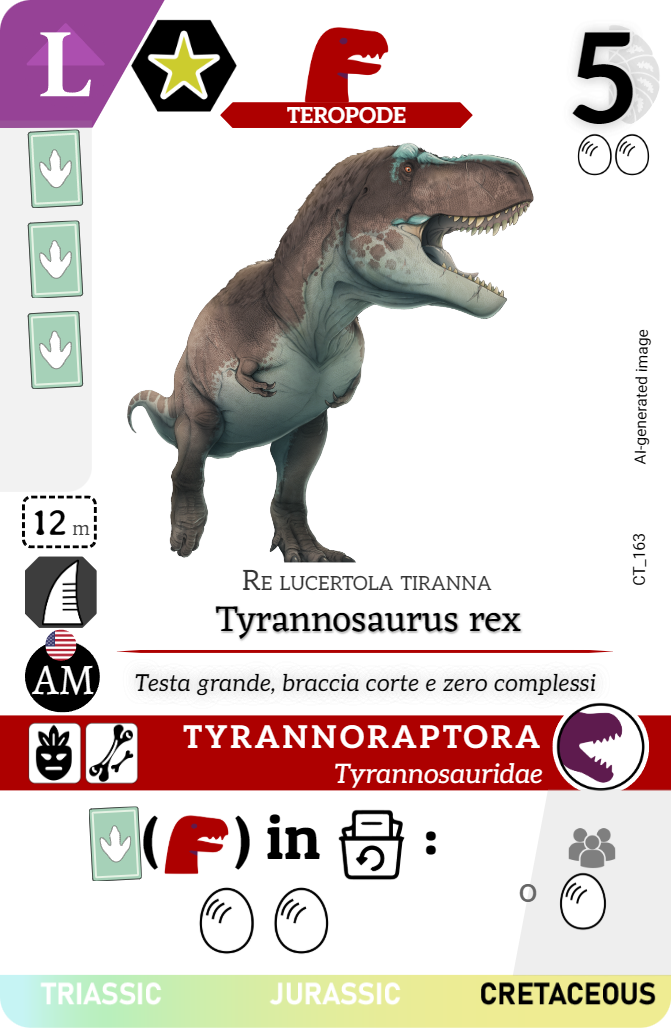 L
TEROPODE
5
AI-generated image
12 m
CT_163
RE LUCERTOLA TIRANNA
Tyrannosaurus rex
AM
Testa grande, braccia corte e zero complessi
TYRANNORAPTORA
Tyrannosauridae
( ) in :
o
TRIASSIC JURASSIC CRETACEOUS